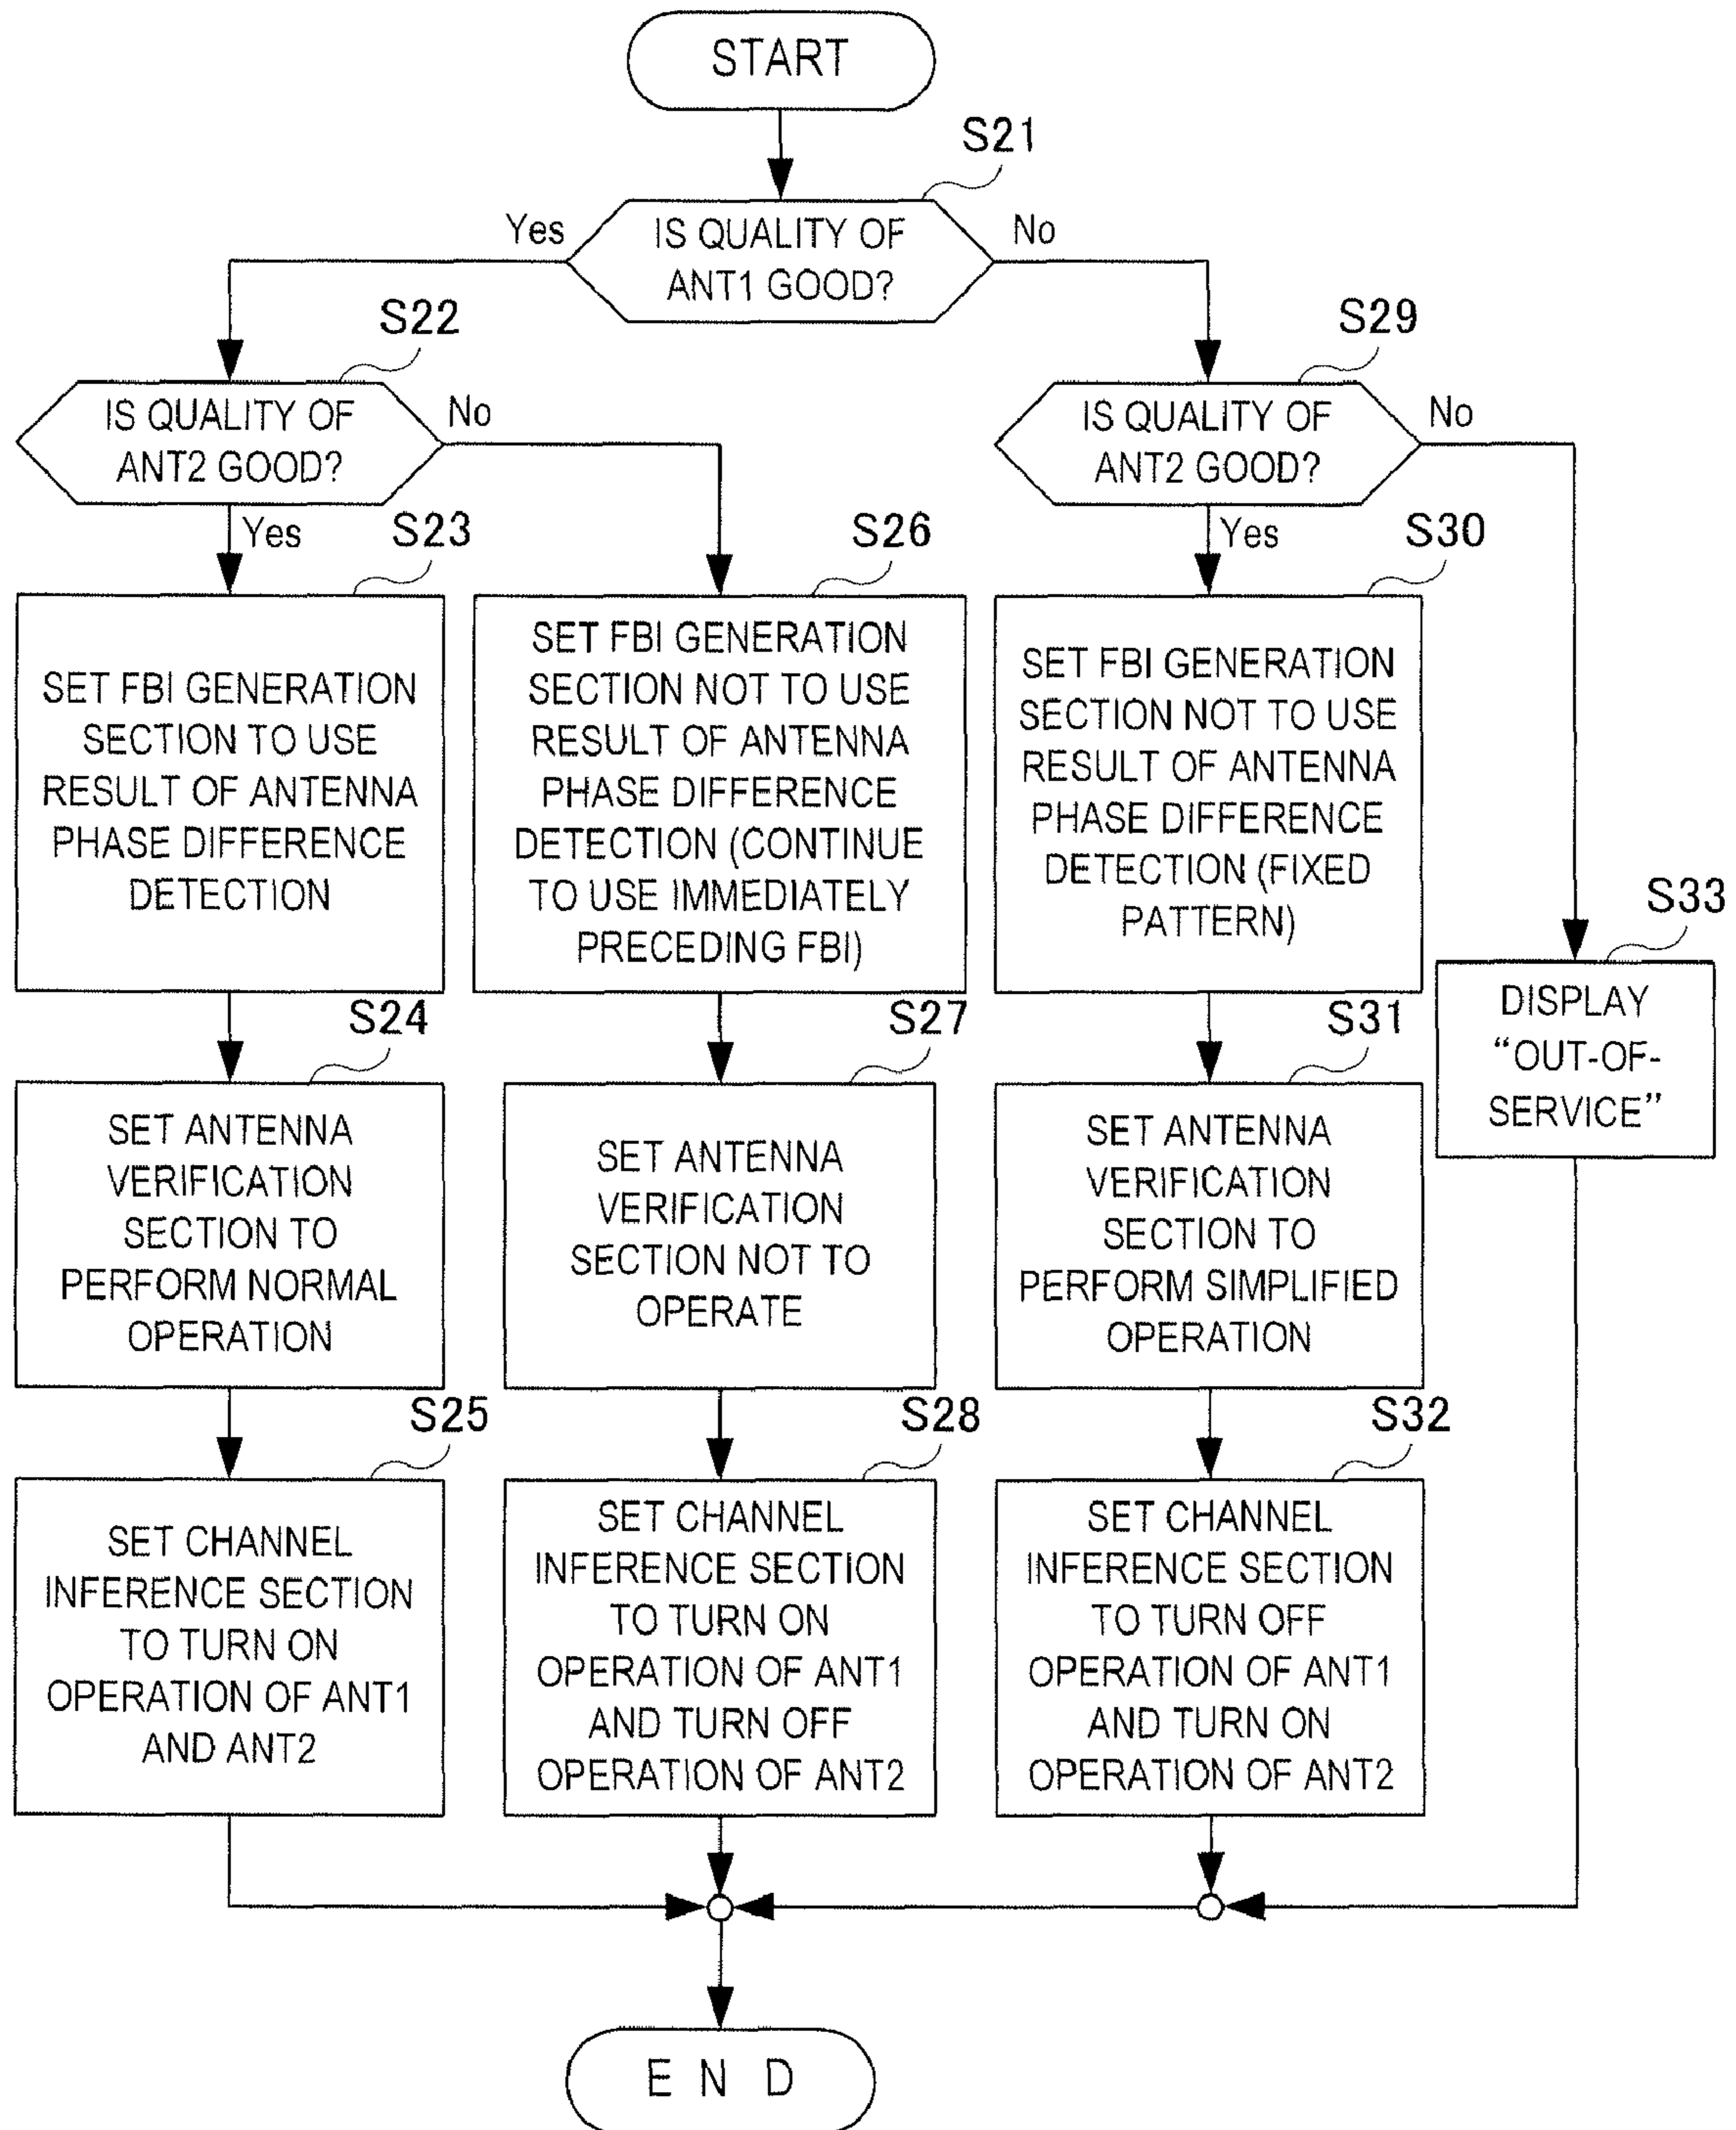 START
S21
Yes
IS QUALITY OF
ANT1 GOOD?
No
S22
IS QUALITY OF
ANT2 GOOD?
No
Yes
S29
IS QUALITY OF
ANT2 GOOD?
No
Yes
S23
SET FBI GENERATION
SECTION TO USE
RESULT OF ANTENNA
PHASE DIFFERENCE
DETECTION
S26
SET FBI GENERATION
SECTION NOT TO USE
RESULT OF ANTENNA
PHASE DIFFERENCE
DETECTION (CONTINUE
TO USE IMMEDIATELY
PRECEDING FBI)
S30
SET FBI GENERATION
SECTION NOT TO USE
RESULT OF ANTENNA
PHASE DIFFERENCE
DETECTION (FIXED
PATTERN)
S33
DISPLAY
“OUT-OF-
SERVICE”
S24
SET ANTENNA
VERIFICATION
SECTION TO
PERFORM NORMAL
OPERATION
S27
SET ANTENNA
VERIFICATION
SECTION NOT TO
OPERATE
S31
SET ANTENNA
VERIFICATION
SECTION TO
PERFORM SIMPLIFIED
OPERATION
S25
SET CHANNEL
INFERENCE SECTION
TO TURN ON
OPERATION OF ANT1
AND ANT2
S28
SET CHANNEL
INFERENCE SECTION
TO TURN ON
OPERATION OF ANT1
AND TURN OFF
OPERATION OF ANT2
S32
SET CHANNEL
INFERENCE SECTION
TO TURN OFF
OPERATION OF ANT1
AND TURN ON
OPERATION OF ANT2
E N D